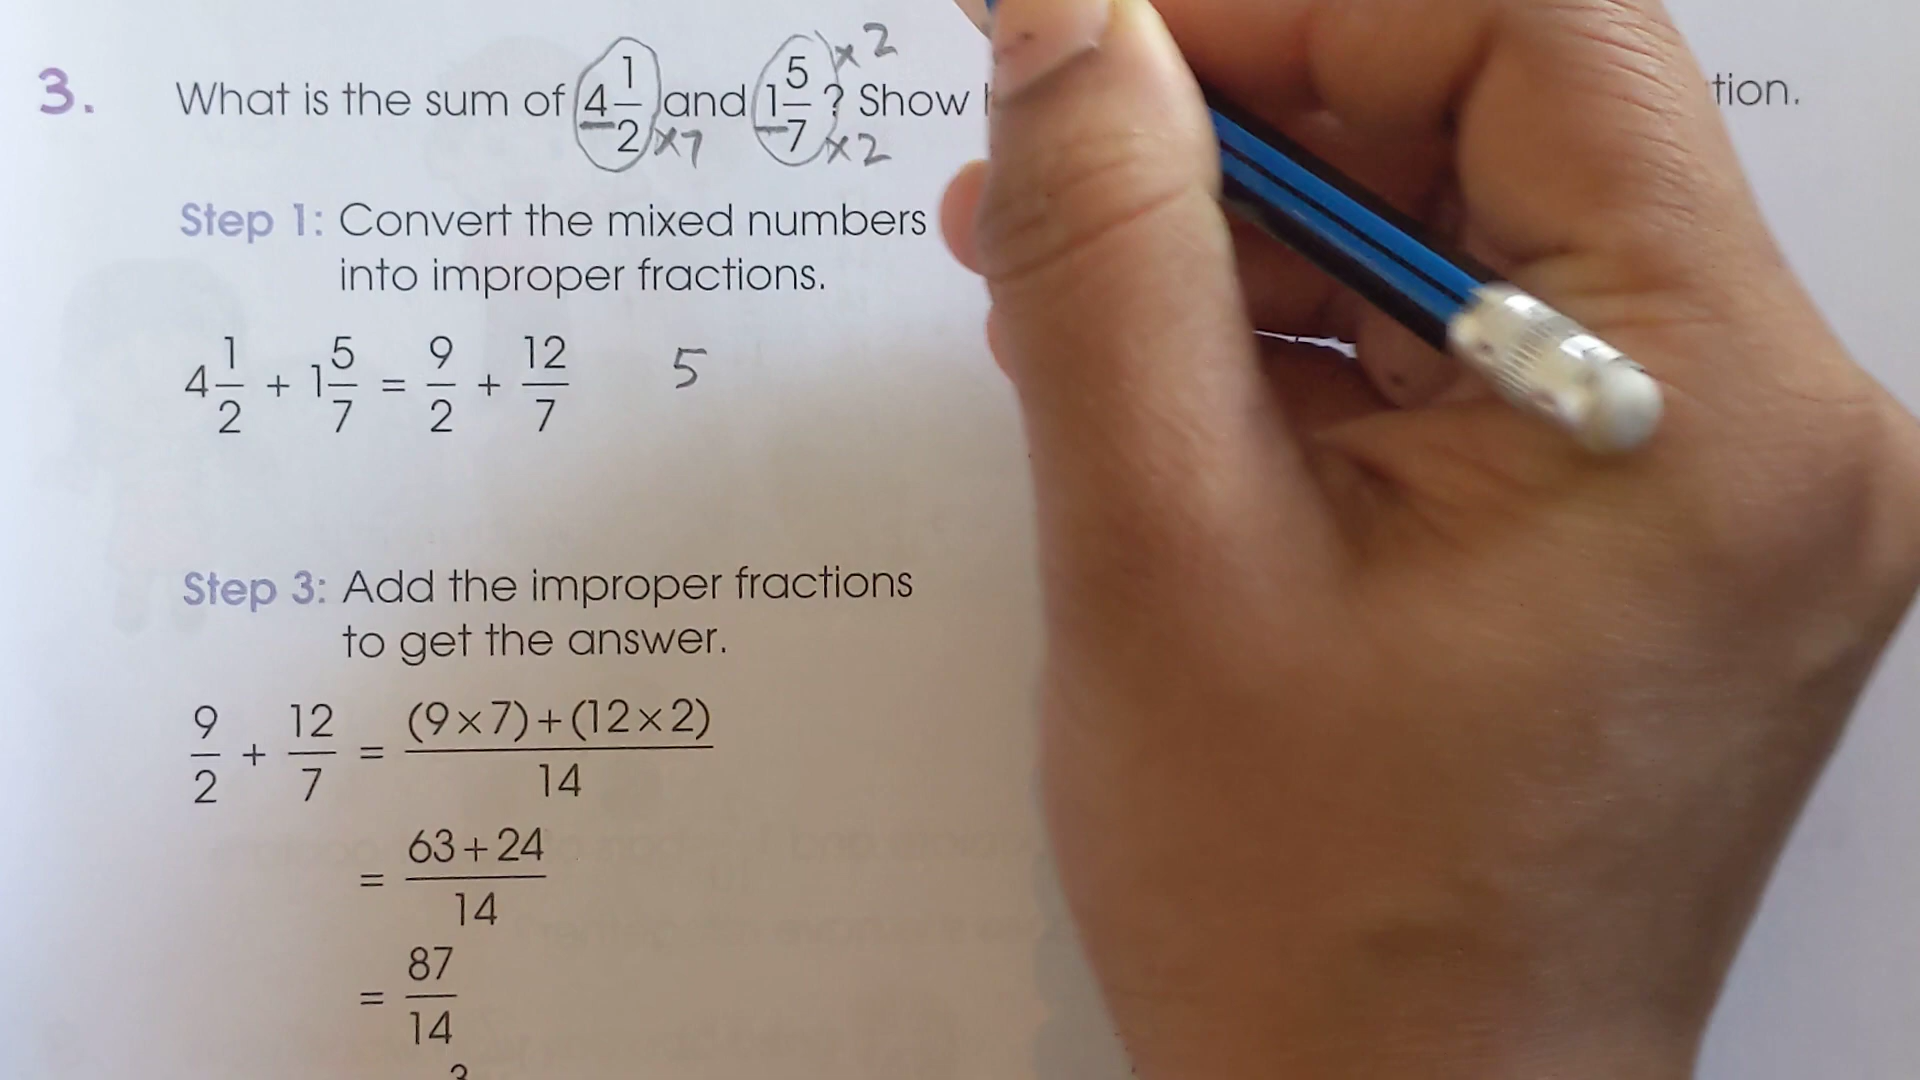 3. What is the sum of 4 1/2 and 1 5/7 ? Show tion.
×7 ×2 ×2
Step 1: Convert the mixed numbers
into improper fractions.
4 1/2 + 1 5/7 = 9/2 + 12/7 5
Step 3: Add the improper fractions
to get the answer.
9/2 + 12/7 = (9×7)+(12×2)/14
= 63+24/14
= 87/14
3